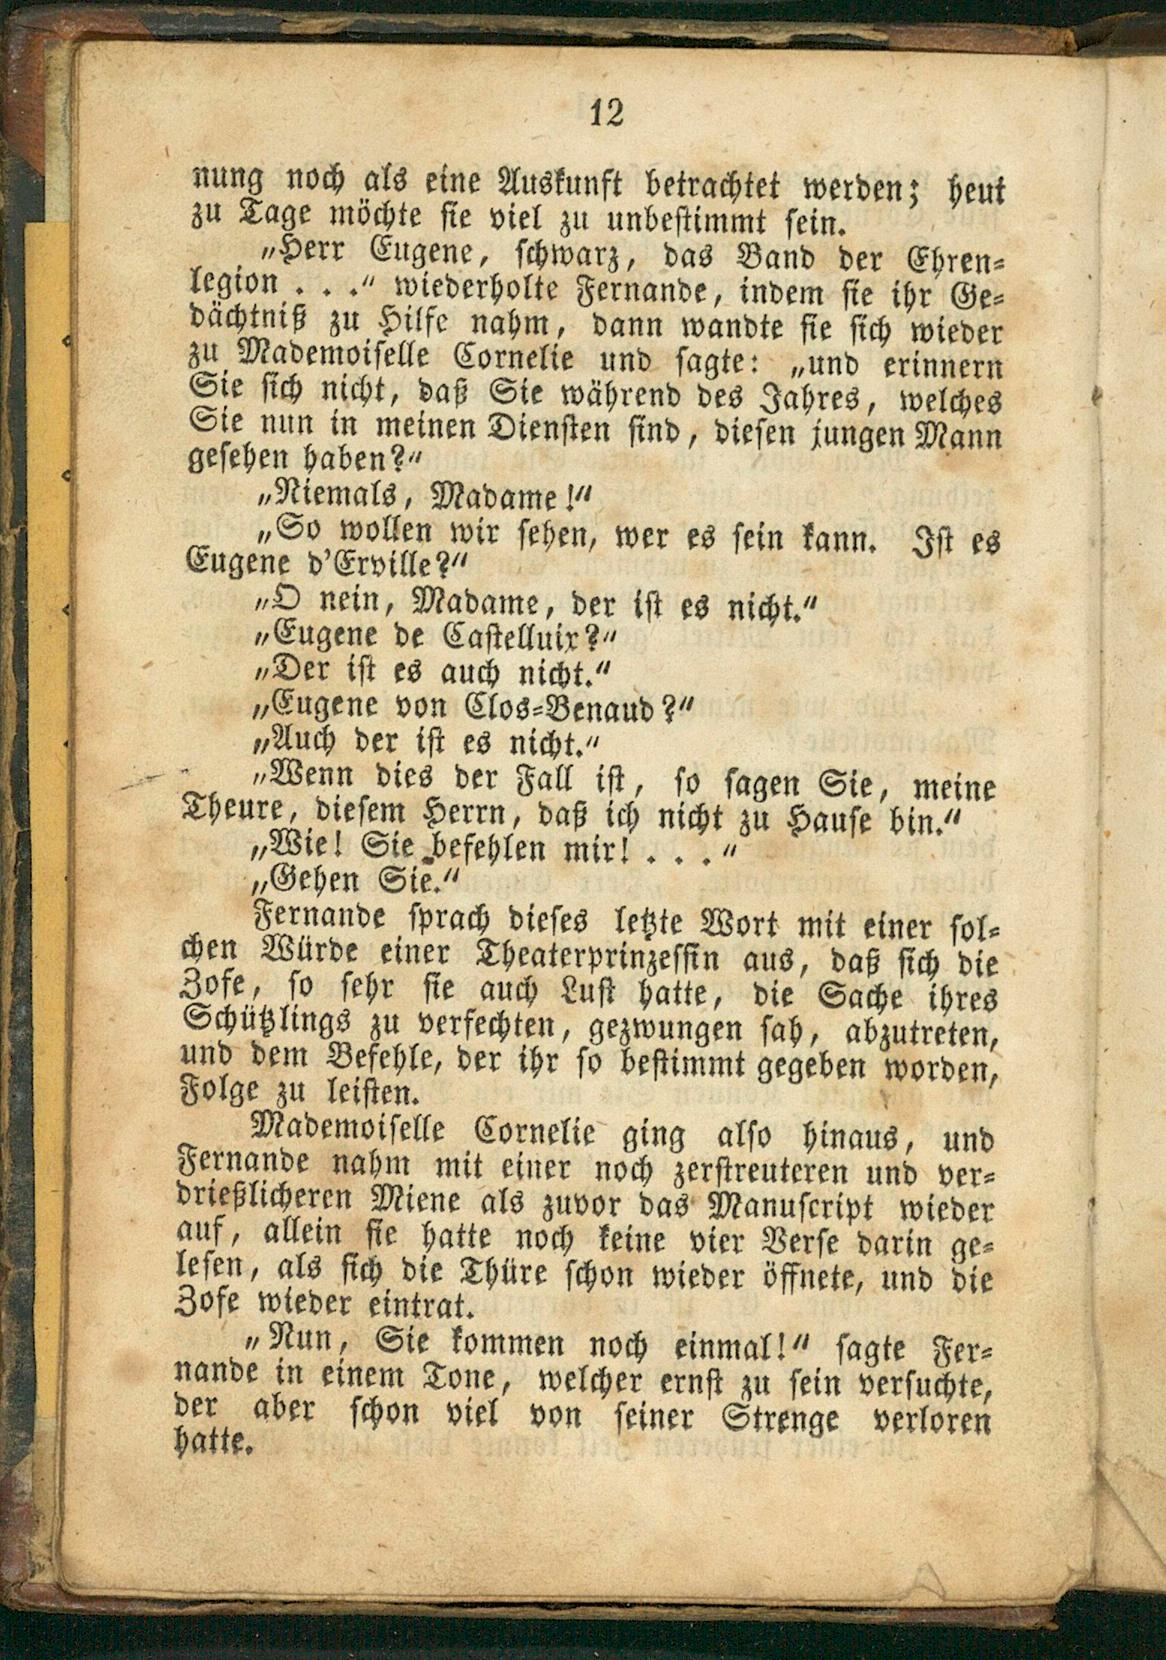 12
nung noch als eine Auskunft betrachtet werden; heut
zu Tage möchte sie viel zu unbestimmt sein.
„Herr Eugene, schwarz, das Band der Ehren-
legion . . .“ wiederholte Fernande, indem sie ihr Ge-
dächtniß zu Hilfe nahm, dann wandte sie sich wieder
zu Mademoiselle Cornelie und sagte: „und erinnern
Sie sich nicht, daß Sie während des Jahres, welches
Sie nun in meinen Diensten sind, diesen jungen Mann
gesehen haben?“
„Niemals, Madame!“
„So wollen wir sehen, wer es sein kann. Ist es
Eugene d'Erville?“
„O nein, Madame, der ist es nicht.“
„Eugene de Castelluix?“
„Der ist es auch nicht.“
„Eugene von Clos-Benaud?“
„Auch der ist es nicht.“
„Wenn dies der Fall ist, so sagen Sie, meine
Theure, diesem Herrn, daß ich nicht zu Hause bin.“
„Wie! Sie befehlen mir! . . .“
„Gehen Sie.“
Fernande sprach dieses letzte Wort mit einer sol-
chen Würde einer Theaterprinzessin aus, daß sich die
Zofe, so sehr sie auch Lust hatte, die Sache ihres
Schützlings zu verfechten, gezwungen sah, abzutreten,
und dem Befehle, der ihr so bestimmt gegeben worden,
Folge zu leisten.
Mademoiselle Cornelie ging also hinaus, und
Fernande nahm mit einer noch zerstreuteren und ver-
drießlicheren Miene als zuvor das Manuscript wieder
auf, allein sie hatte noch keine vier Verse darin ge-
lesen, als sich die Thüre schon wieder öffnete, und die
Zofe wieder eintrat.
„Nun, Sie kommen noch einmal!“ sagte Fer-
nande in einem Tone, welcher ernst zu sein versuchte,
der aber schon viel von seiner Strenge verloren
hatte.